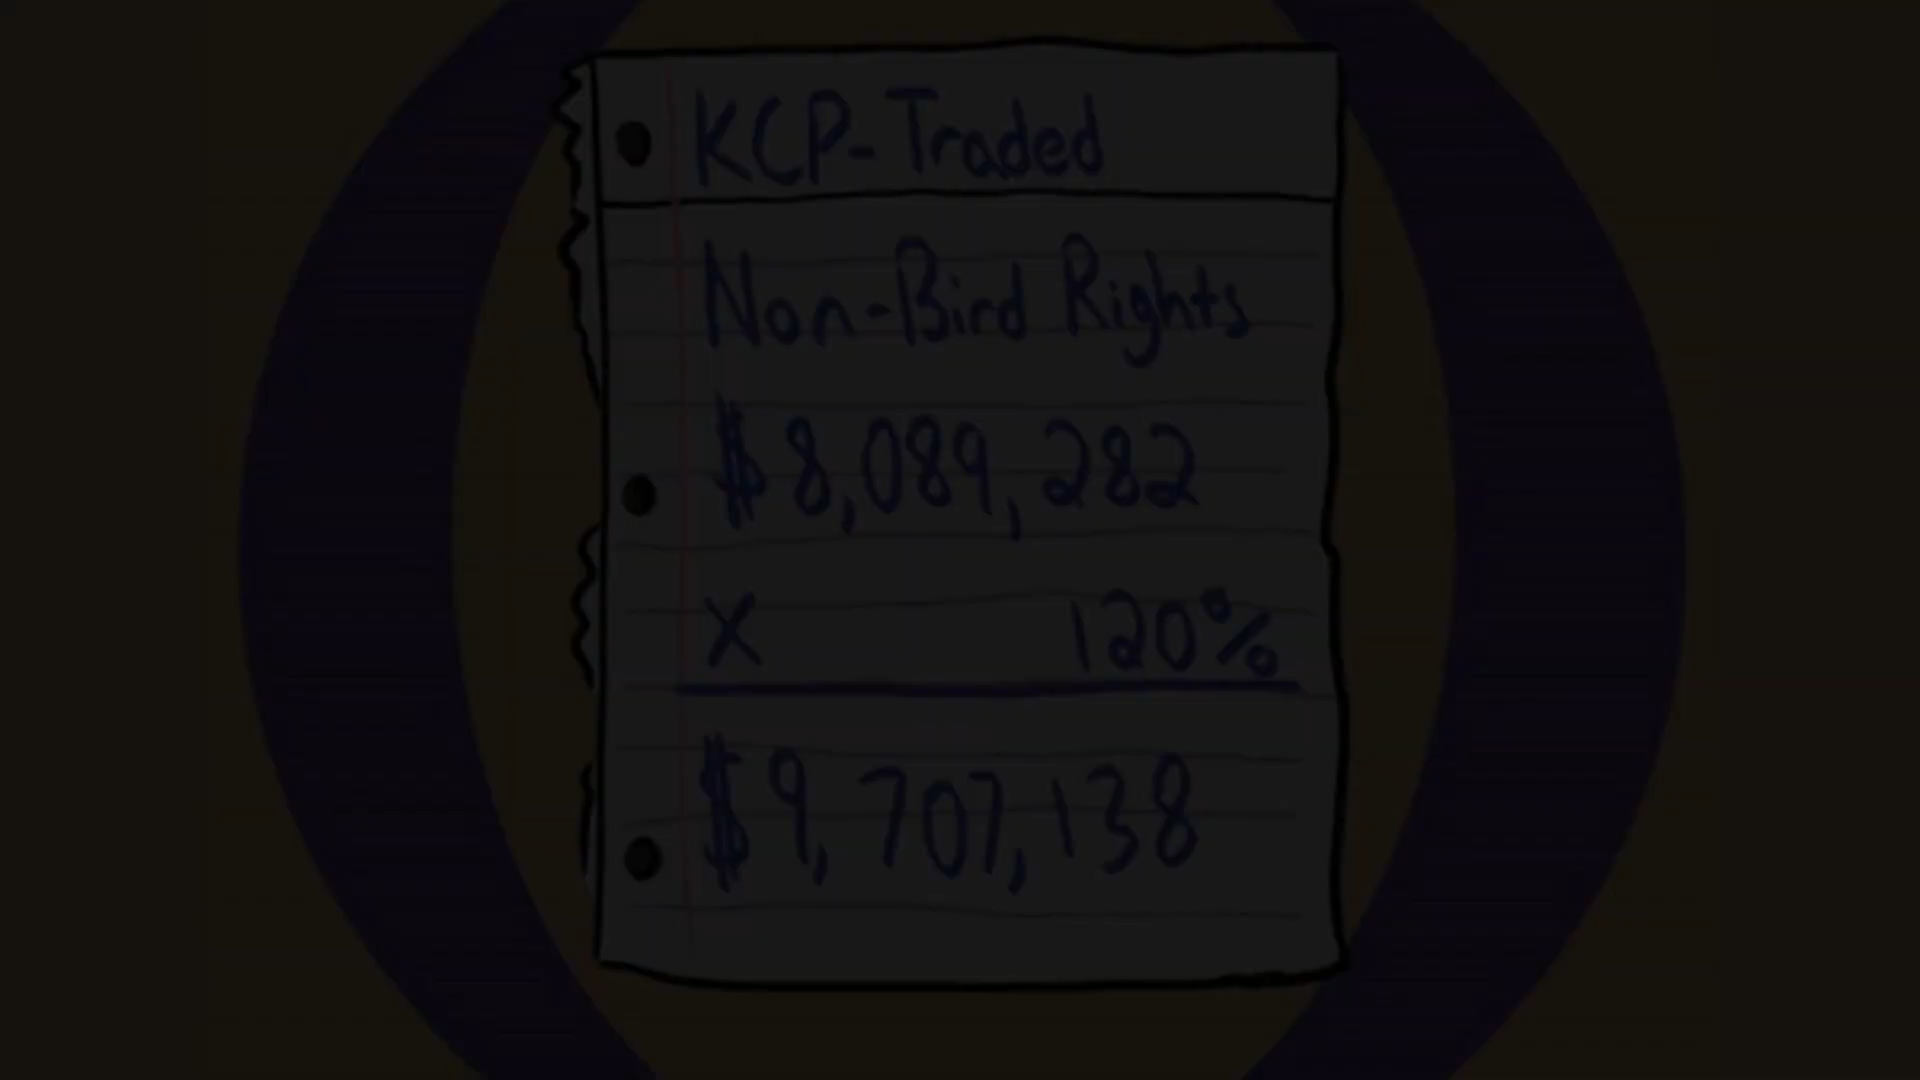 KCP-Traded
Non-Bird Rights
$8,089,282
X 120%
$9,707,138